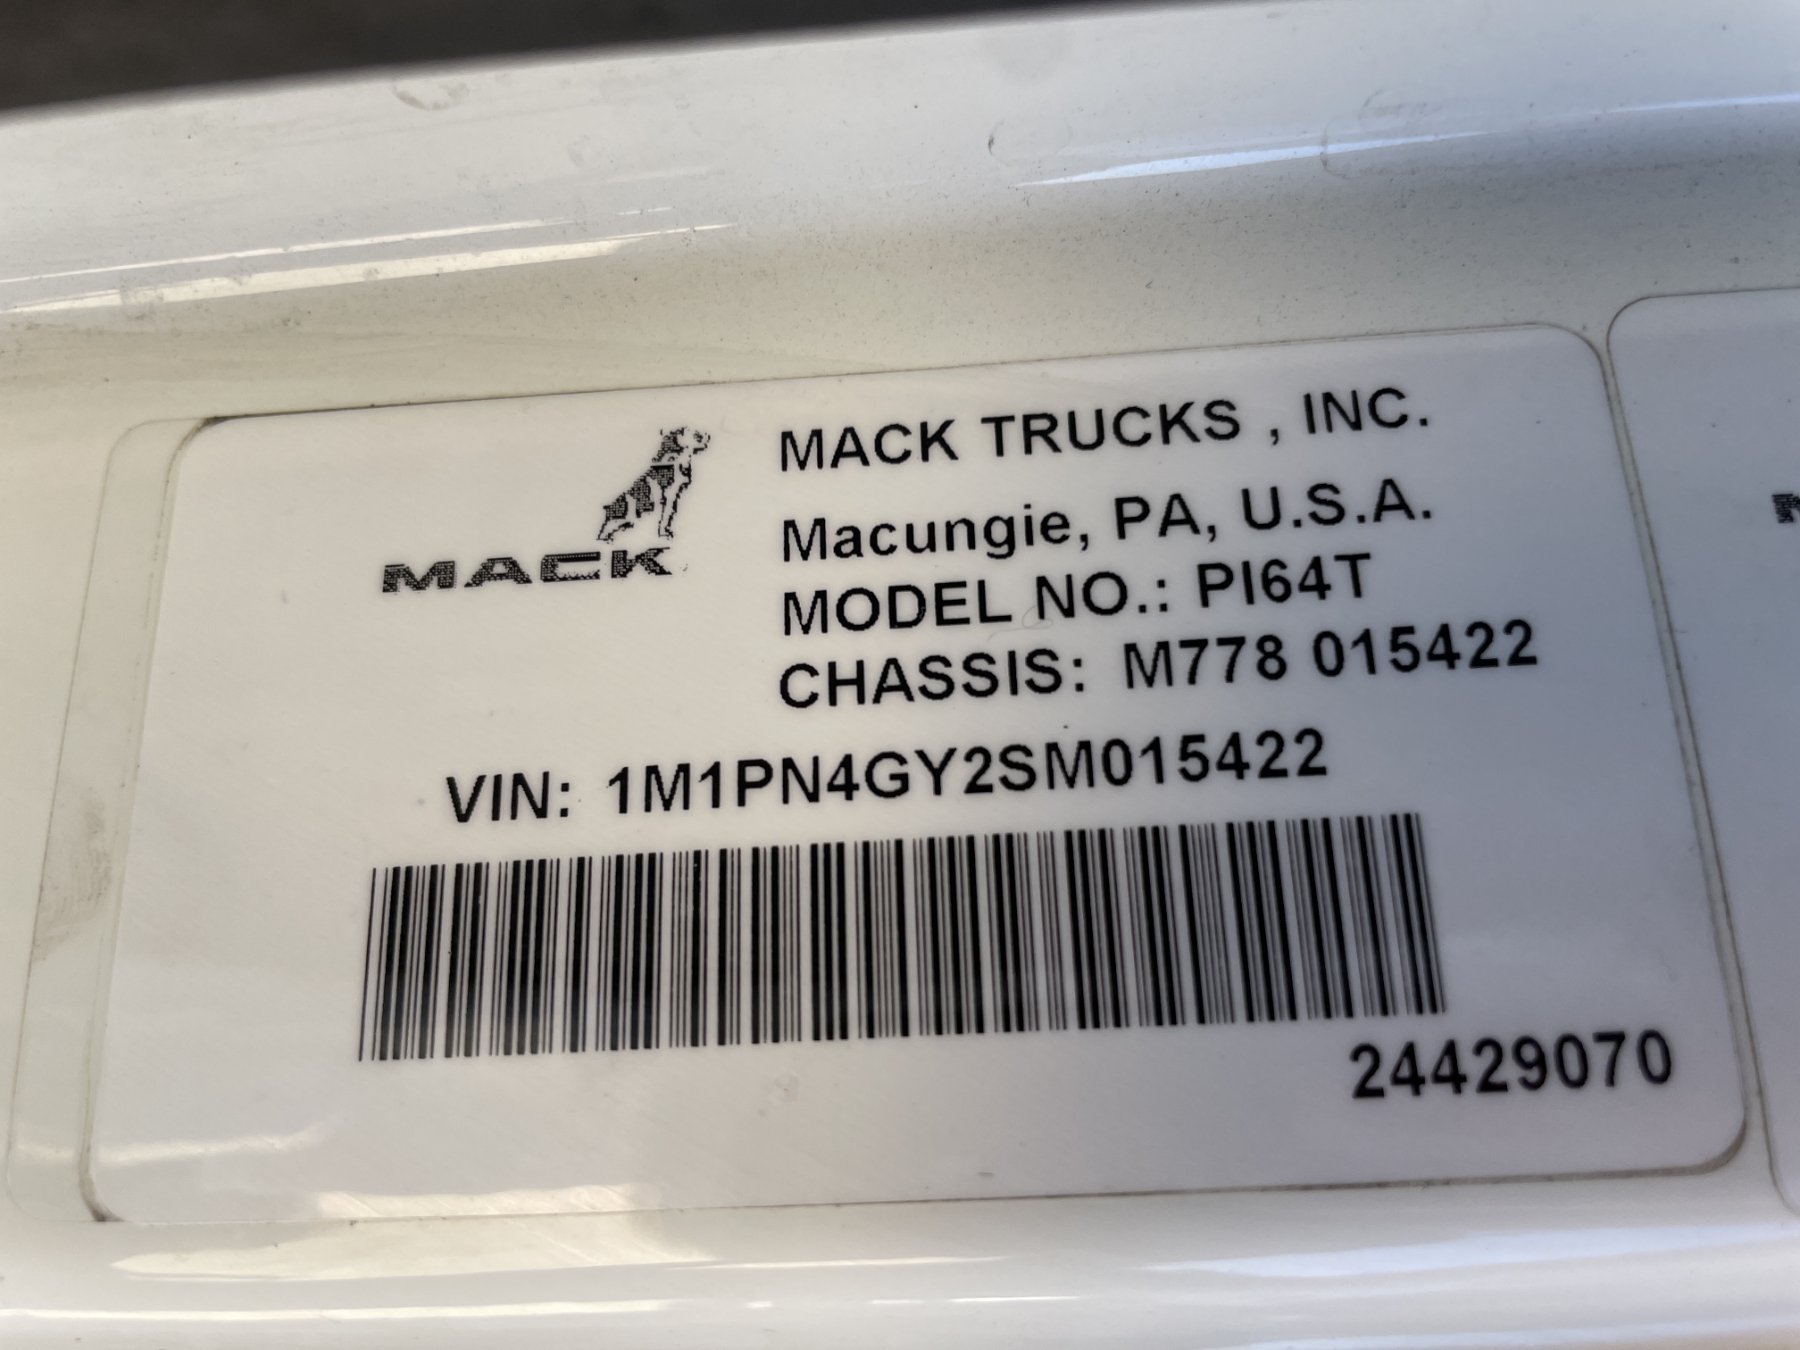 MACK
MACK TRUCKS , INC.
Macungie, PA, U.S.A.
MODEL NO.: PI64T
CHASSIS: M778 015422
VIN: 1M1PN4GY2SM015422
24429070